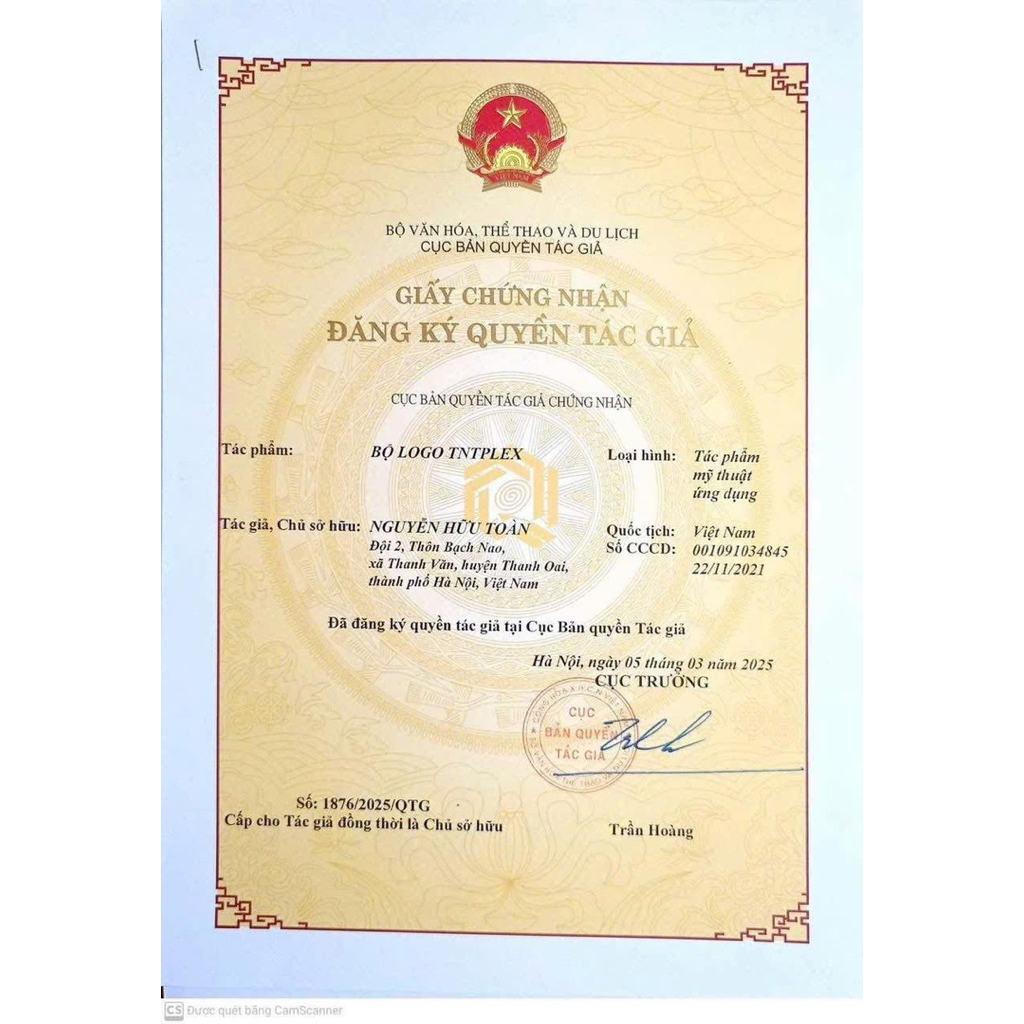 VIỆT NAM
BỘ VĂN HÓA, THỂ THAO VÀ DU LỊCH
CỤC BẢN QUYỀN TÁC GIẢ
GIẤY CHỨNG NHẬN
ĐĂNG KÝ QUYỀN TÁC GIẢ
CỤC BẢN QUYỀN TÁC GIẢ CHỨNG NHẬN
Tác phẩm: BỘ LOGO TNTPLEX Loại hình: Tác phẩm
mỹ thuật
ứng dụng
Tác giả, Chủ sở hữu: NGUYỄN HỮU TOÀN Quốc tịch: Việt Nam
Đội 2, Thôn Bạch Nao, Số CCCD: 001091034845
xã Thanh Văn, huyện Thanh Oai, 22/11/2021
thành phố Hà Nội, Việt Nam
Đã đăng ký quyền tác giả tại Cục Bản quyền Tác giả
Hà Nội, ngày 05 tháng 03 năm 2025
CỤC TRƯỞNG
CỤC
BẢN QUYỀN
TÁC GIẢ
Số: 1876/2025/QTG
Cấp cho Tác giả đồng thời là Chủ sở hữu
Trần Hoàng
CS Được quét bằng CamScanner